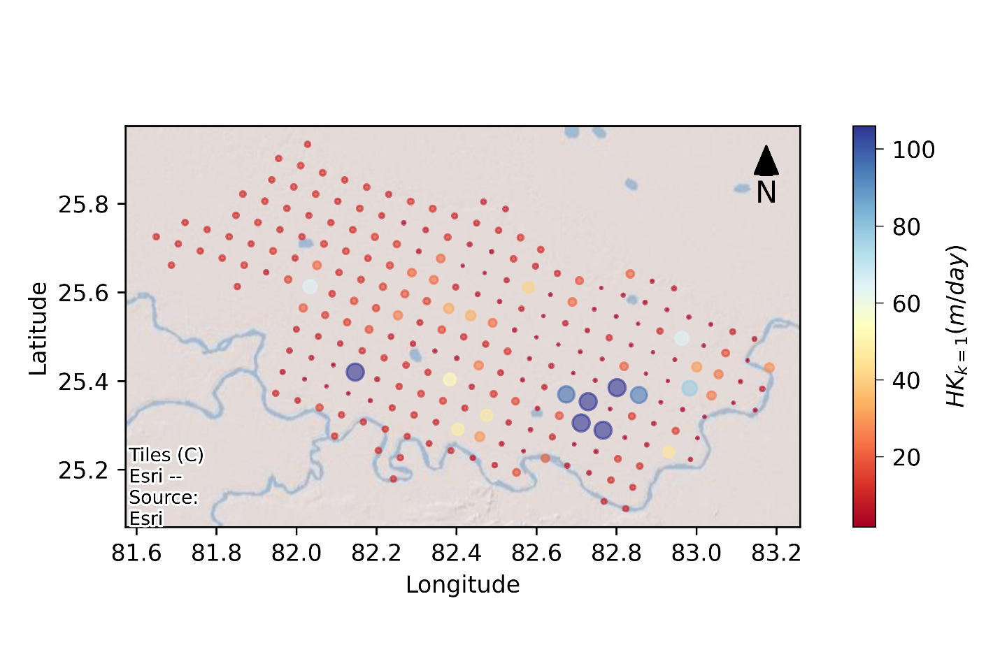 N
25.8
25.6
25.4
25.2
Latitude
Tiles (C)
Esri --
Source:
Esri
81.6 81.8 82.0 82.2 82.4 82.6 82.8 83.0 83.2
Longitude
100
80
60
40
20
HKk = 1(m/day)